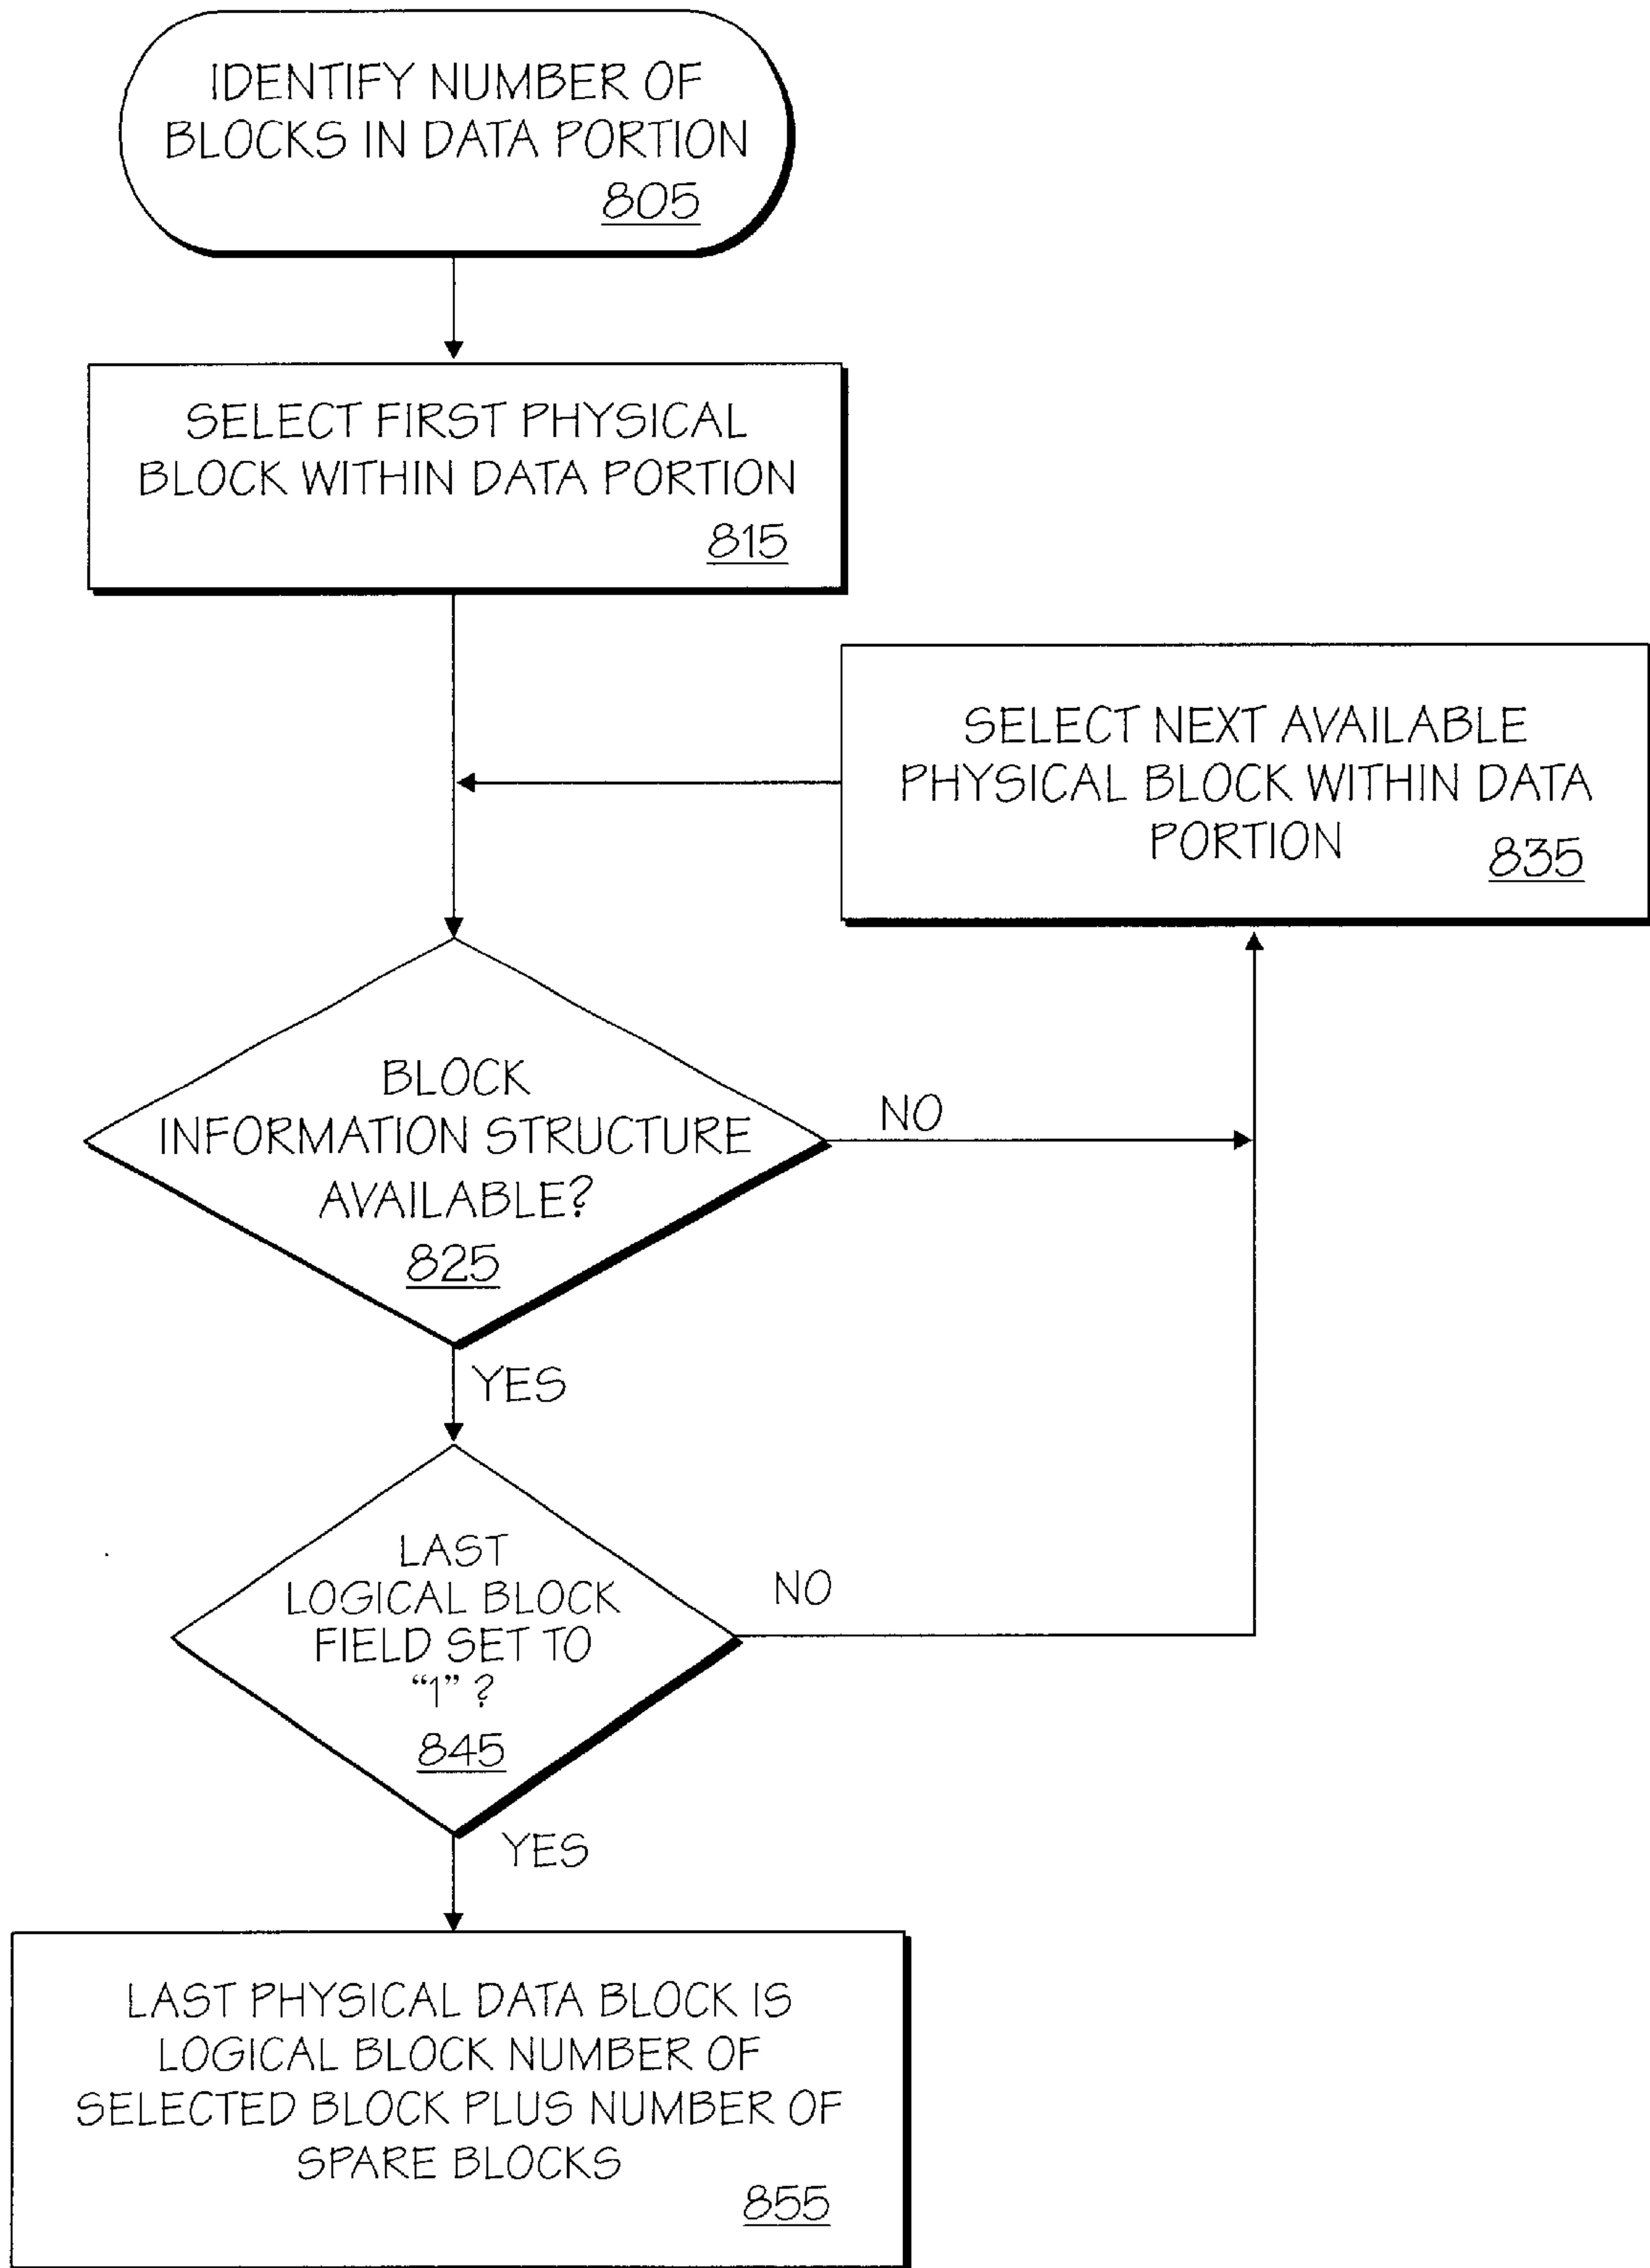 IDENTIFY NUMBER OF
BLOCKS IN DATA PORTION
805
SELECT FIRST PHYSICAL
BLOCK WITHIN DATA PORTION
815
SELECT NEXT AVAILABLE
PHYSICAL BLOCK WITHIN DATA
PORTION
835
BLOCK
INFORMATION STRUCTURE
AVAILABLE?
825
NO
YES
LAST
LOGICAL BLOCK
FIELD SET TO
“1” ?
845
NO
YES
LAST PHYSICAL DATA BLOCK IS
LOGICAL BLOCK NUMBER OF
SELECTED BLOCK PLUS NUMBER OF
SPARE BLOCKS
855